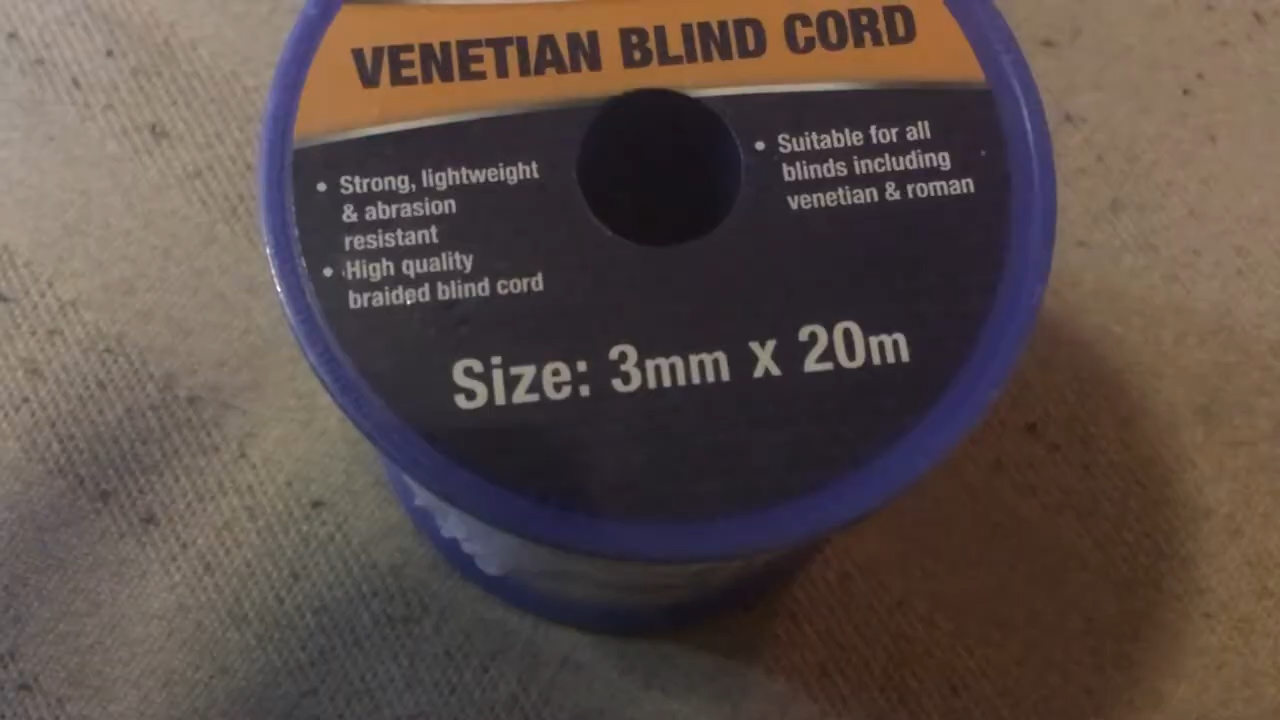 VENETIAN BLIND CORD
• Strong, lightweight
& abrasion
resistant
• High quality
braided blind cord
• Suitable for all
blinds including
venetian & roman
Size: 3mm x 20m